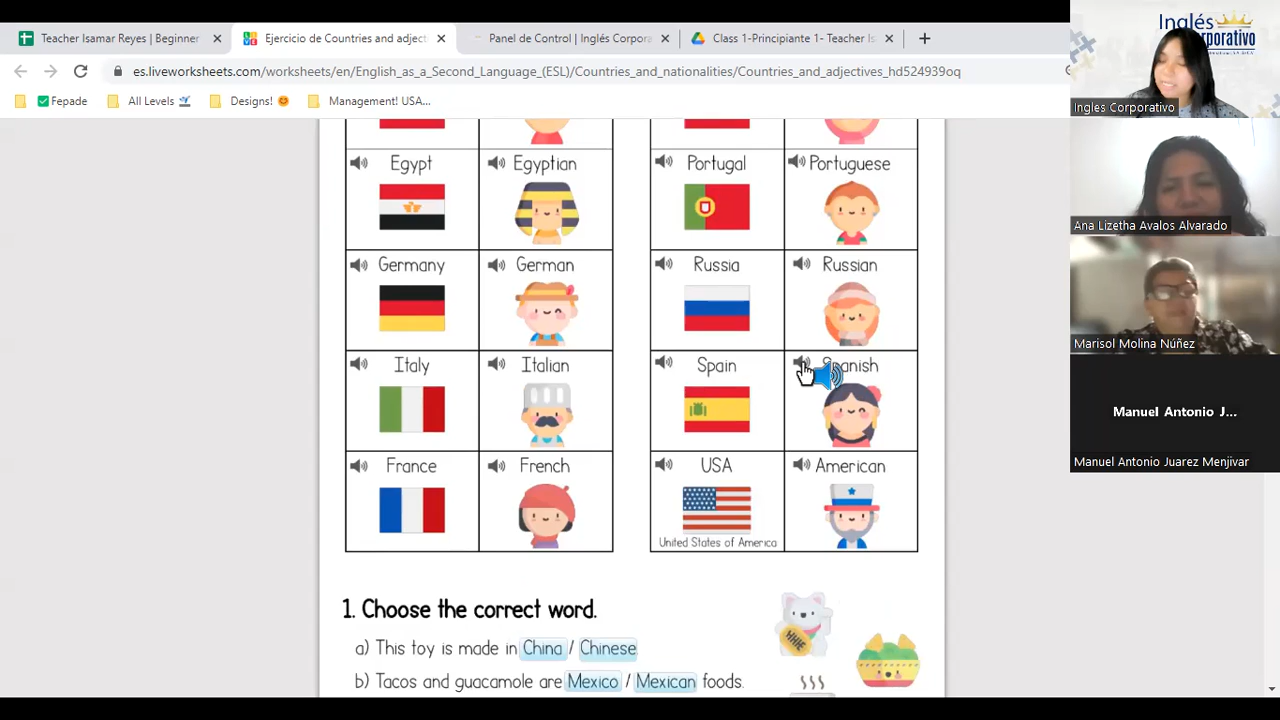 Teacher Isamar Reyes | Beginner
Ejercicio de Countries and adject
Panel de Control | Inglés Corpora
Class 1-Principiante 1- Teacher Is
es.liveworksheets.com/worksheets/en/English_as_a_Second_Language_(ESL)/Countries_and_nationalities/Countries_and_adjectives_hd524939oq
Fepade
All Levels
Designs!
Management! USA...
Egypt
Egyptian
Portugal
Portuguese
Germany
German
Russia
Russian
Italy
Italian
Spain
Spanish
France
French
USA
American
United States of America
1. Choose the correct word.
a) This toy is made in China / Chinese
b) Tacos and guacamole are Mexico / Mexican foods.
Inglés
Corporativo
Ingles Corporativo
Ana Lizetha Avalos Alvarado
Marisol Molina Núñez
Manuel Antonio J...
Manuel Antonio Juarez Menjivar